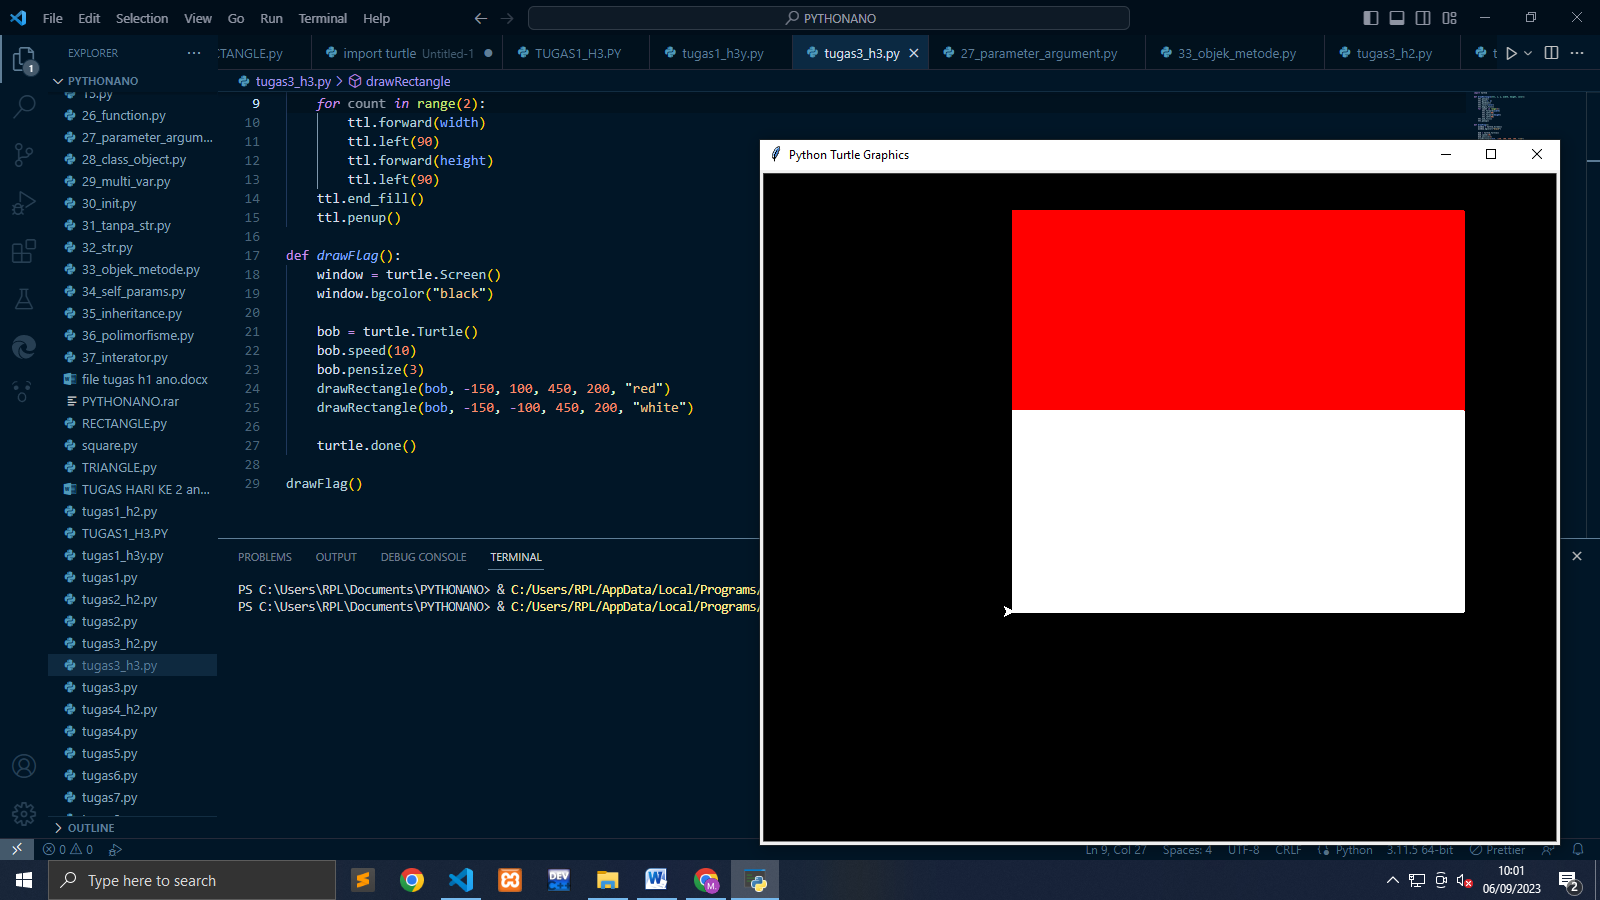 File Edit Selection View Go Run Terminal Help
PYTHONANO
EXPLORER
PYTHONANO
15.py
26_function.py
27_parameter_argum...
28_class_object.py
29_multi_var.py
30_init.py
31_tanpa_str.py
32_str.py
33_objek_metode.py
34_self_params.py
35_inheritance.py
36_polimorfisme.py
37_interator.py
file tugas h1 ano.docx
PYTHONANO.rar
RECTANGLE.py
square.py
TRIANGLE.py
TUGAS HARI KE 2 an...
tugas1_h2.py
TUGAS1_H3.PY
tugas1_h3y.py
tugas1.py
tugas2_h2.py
tugas2.py
tugas3_h2.py
tugas3_h3.py
tugas3.py
tugas4_h2.py
tugas4.py
tugas5.py
tugas6.py
tugas7.py
OUTLINE
CTANGLE.py import turtle Untitled-1 TUGAS1_H3.PY tugas1_h3y.py tugas3_h3.py 27_parameter_argument.py 33_objek_metode.py tugas3_h2.py t
tugas3_h3.py > drawRectangle
9 for count in range(2):
10 ttl.forward(width)
11 ttl.left(90)
12 ttl.forward(height)
13 ttl.left(90)
14 ttl.end_fill()
15 ttl.penup()
16
17 def drawFlag():
18 window = turtle.Screen()
19 window.bgcolor("black")
20
21 bob = turtle.Turtle()
22 bob.speed(10)
23 bob.pensize(3)
24 drawRectangle(bob, -150, 100, 450, 200, "red")
25 drawRectangle(bob, -150, -100, 450, 200, "white")
26
27 turtle.done()
28
29 drawFlag()
Python Turtle Graphics
PROBLEMS OUTPUT DEBUG CONSOLE TERMINAL
PS C:\Users\RPL\Documents\PYTHONANO> & C:/Users/RPL/AppData/Local/Programs/
PS C:\Users\RPL\Documents\PYTHONANO> & C:/Users/RPL/AppData/Local/Programs/
0 0
Ln 9, Col 27 Spaces: 4 UTF-8 CRLF Python 3.11.5 64-bit Prettier
Type here to search
DEV
10:01
06/09/2023
2
1